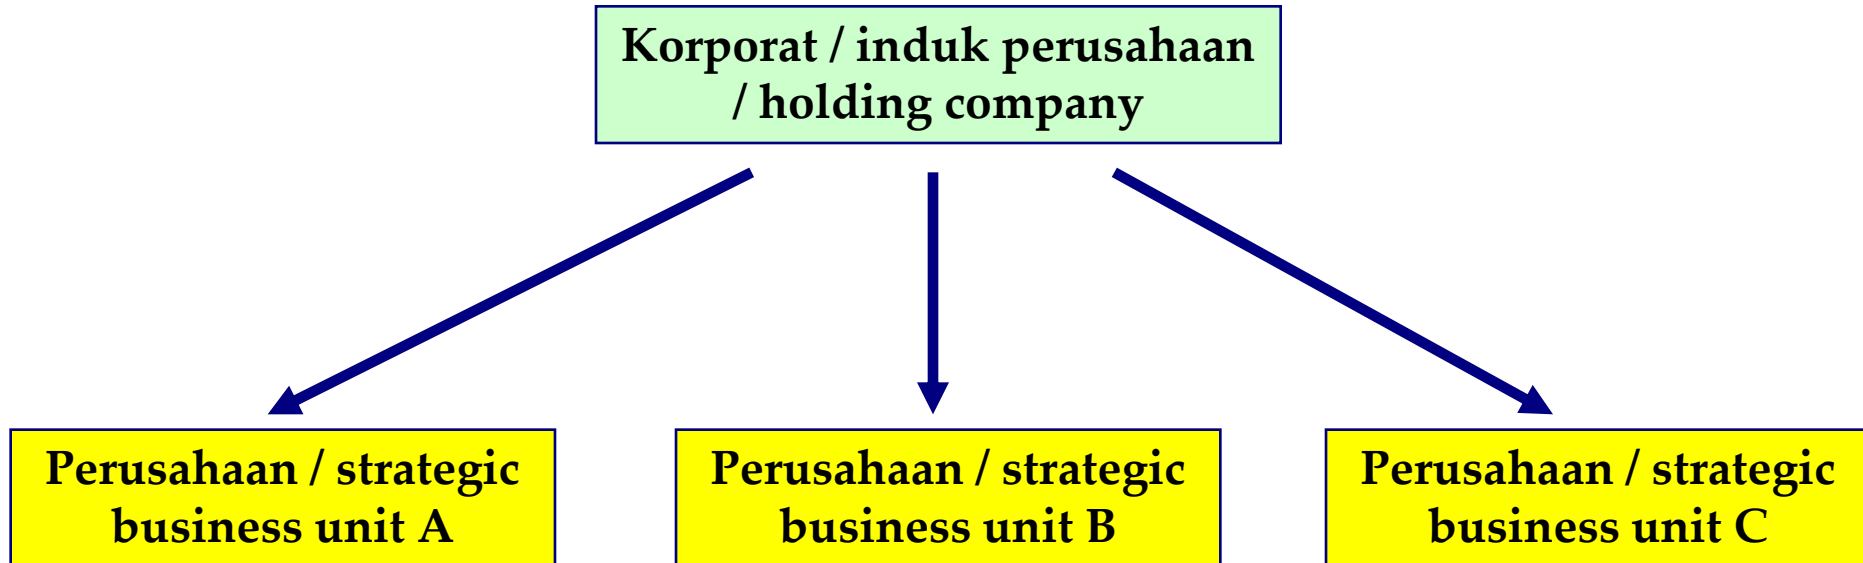 Korporat / induk perusahaan
/ holding company
Perusahaan / strategic
business unit A
Perusahaan / strategic
business unit B
Perusahaan / strategic
business unit C